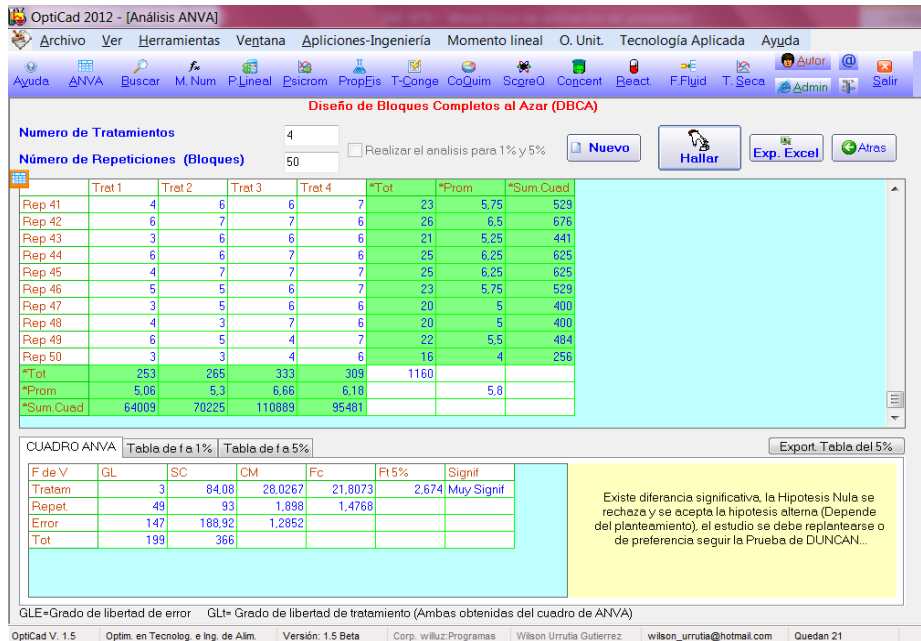 OptiCad 2012 - [Análisis ANVA]
Archivo Ver Herramientas Ventana Apliciones-Ingeniería Momento lineal O. Unit. Tecnología Aplicada Ayuda
Ayuda ANVA Buscar M. Num P.Lineal Psicrom PropFis T-Conge CoQuim ScoreQ Concent React. F.Fluid T. Seca Autor @ Admin Salir
Diseño de Bloques Completos al Azar (DBCA)
Numero de Tratamientos 4
Número de Repeticiones (Bloques) 50
Realizar el analisis para 1% y 5%
Nuevo
Hallar
Exp. Excel
Atras
Trat 1 Trat 2 Trat 3 Trat 4 *Tot *Prom *Sum.Cuad
Rep 41 4 6 6 7 23 5,75 529
Rep 42 6 7 7 6 26 6,5 676
Rep 43 3 6 6 6 21 5,25 441
Rep 44 6 6 7 6 25 6,25 625
Rep 45 4 7 7 7 25 6,25 625
Rep 46 5 5 6 7 23 5,75 529
Rep 47 3 5 6 6 20 5 400
Rep 48 4 3 7 6 20 5 400
Rep 49 6 5 4 7 22 5,5 484
Rep 50 3 3 4 6 16 4 256
*Tot 253 265 333 309 1160
*Prom 5,06 5,3 6,66 6,18 5,8
*Sum.Cuad 64009 70225 110889 95481
CUADRO ANVA Tabla de f a 1% Tabla de f a 5% Export. Tabla del 5%
F de V GL SC CM Fc Ft 5% Signif
Tratam 3 84,08 28,0267 21,8073 2,674 Muy Signif
Repet. 49 93 1,898 1,4768
Error 147 188,92 1,2852
Tot 199 366
Existe diferancia significativa, la Hipotesis Nula se
rechaza y se acepta la hipotesis alterna (Depende
del planteamiento), el estudio se debe replantearse o
de preferencia seguir la Prueba de DUNCAN...
GLE=Grado de libertad de error GLt= Grado de libertad de tratamiento (Ambas obtenidas del cuadro de ANVA)
OptiCad V. 1.5 Optim. en Tecnolog. e Ing. de Alim. Versión: 1.5 Beta Corp. willuz:Programas Wilson Urrutia Gutierrez wilson_urrutia@hotmail.com Quedan 21